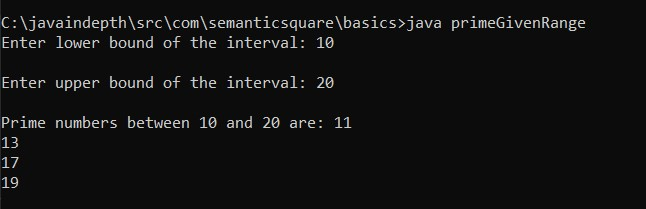 C:\javaindepth\src\com\semanticsquare\basics>java primeGivenRange
Enter lower bound of the interval: 10
Enter upper bound of the interval: 20
Prime numbers between 10 and 20 are: 11
13
17
19